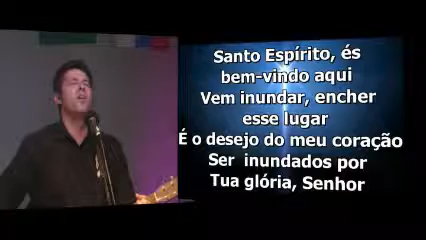 Santo Espírito, és
bem-vindo aqui
Vem inundar, encher
esse lugar
É o desejo do meu coração
Ser inundados por
Tua glória, Senhor